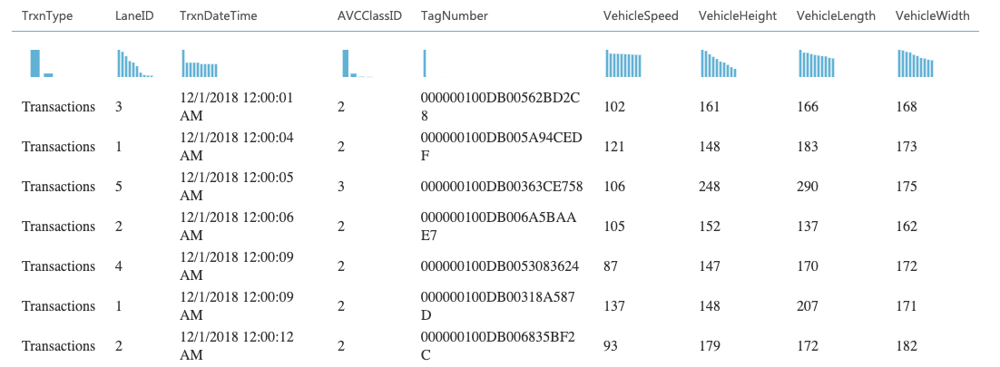 TrxnType LaneID TrxnDateTime AVCClassID TagNumber VehicleSpeed VehicleHeight VehicleLength VehicleWidth
Transactions 3 12/1/2018 12:00:01 AM 2 000000100DB00562BD2C8 102 161 166 168
Transactions 1 12/1/2018 12:00:04 AM 2 000000100DB005A94CEDF 121 148 183 173
Transactions 5 12/1/2018 12:00:05 AM 3 000000100DB00363CE758 106 248 290 175
Transactions 2 12/1/2018 12:00:06 AM 2 000000100DB006A5BAAE7 105 152 137 162
Transactions 4 12/1/2018 12:00:09 AM 2 000000100DB0053083624 87 147 170 172
Transactions 1 12/1/2018 12:00:09 AM 2 000000100DB00318A587D 137 148 207 171
Transactions 2 12/1/2018 12:00:12 AM 2 000000100DB006835BF2C 93 179 172 182